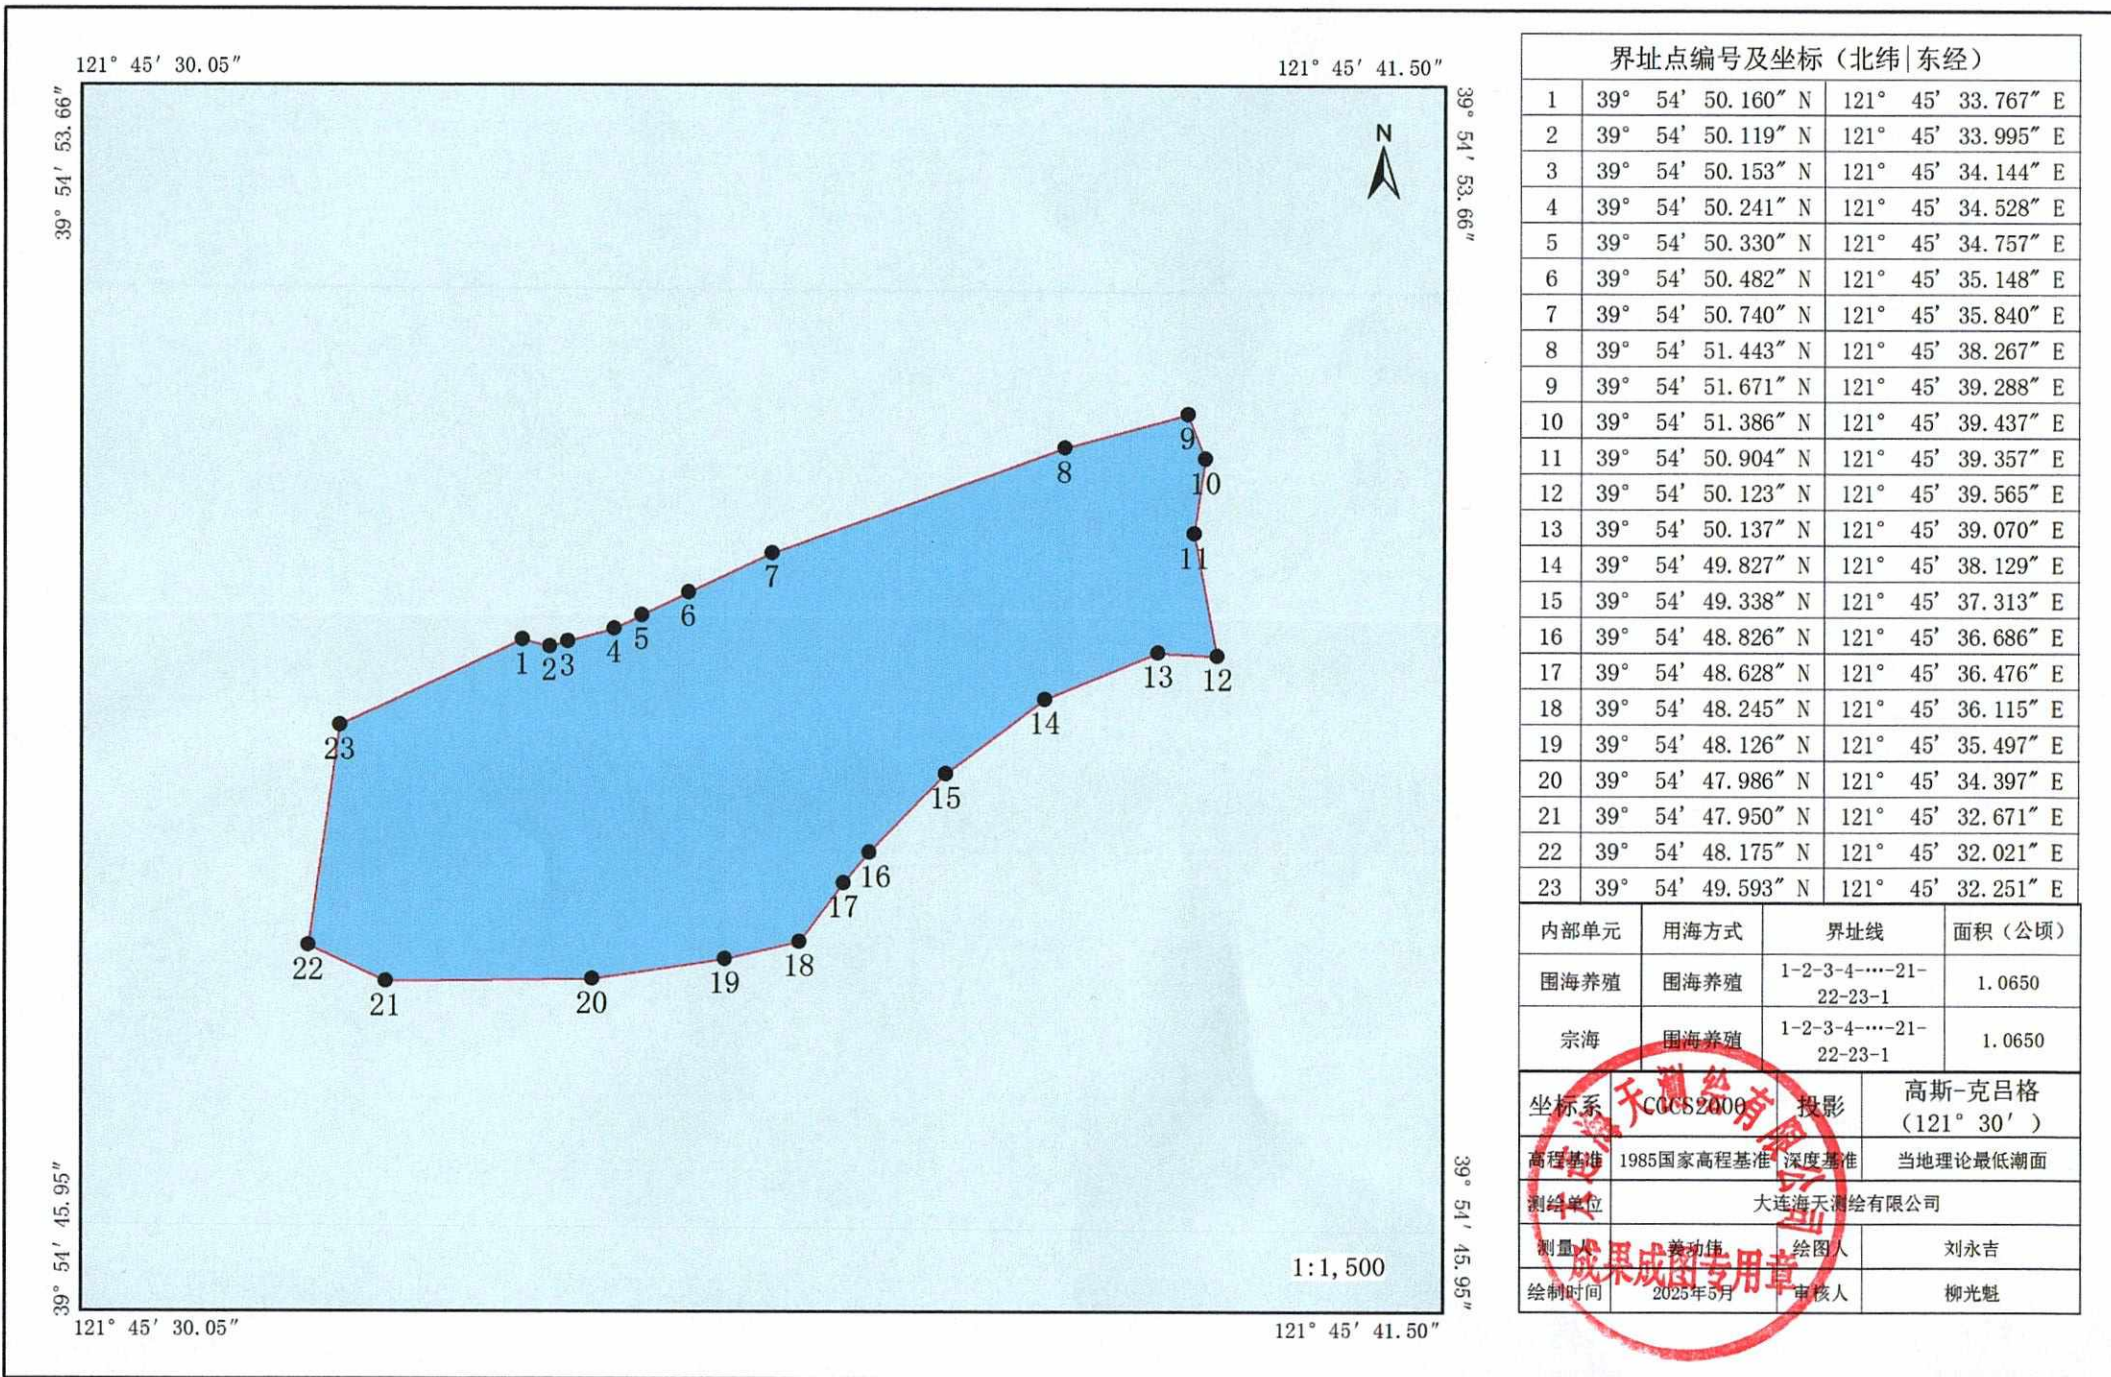 121° 45′ 30.05″
121° 45′ 41.50″
39° 54′ 53.66″
39° 54′ 53.66″
N
9
8
10
7
11
6
5
4
1
2
3
13
12
14
23
15
16
17
22
18
19
21
20
39° 54′ 45.95″
39° 54′ 45.95″
1:1,500
121° 45′ 30.05″
121° 45′ 41.50″
界址点编号及坐标（北纬|东经）
1 39° 54′ 50.160″ N 121° 45′ 33.767″ E
2 39° 54′ 50.119″ N 121° 45′ 33.995″ E
3 39° 54′ 50.153″ N 121° 45′ 34.144″ E
4 39° 54′ 50.241″ N 121° 45′ 34.528″ E
5 39° 54′ 50.330″ N 121° 45′ 34.757″ E
6 39° 54′ 50.482″ N 121° 45′ 35.148″ E
7 39° 54′ 50.740″ N 121° 45′ 35.840″ E
8 39° 54′ 51.443″ N 121° 45′ 38.267″ E
9 39° 54′ 51.671″ N 121° 45′ 39.288″ E
10 39° 54′ 51.386″ N 121° 45′ 39.437″ E
11 39° 54′ 50.904″ N 121° 45′ 39.357″ E
12 39° 54′ 50.123″ N 121° 45′ 39.565″ E
13 39° 54′ 50.137″ N 121° 45′ 39.070″ E
14 39° 54′ 49.827″ N 121° 45′ 38.129″ E
15 39° 54′ 49.338″ N 121° 45′ 37.313″ E
16 39° 54′ 48.826″ N 121° 45′ 36.686″ E
17 39° 54′ 48.628″ N 121° 45′ 36.476″ E
18 39° 54′ 48.245″ N 121° 45′ 36.115″ E
19 39° 54′ 48.126″ N 121° 45′ 35.497″ E
20 39° 54′ 47.986″ N 121° 45′ 34.397″ E
21 39° 54′ 47.950″ N 121° 45′ 32.671″ E
22 39° 54′ 48.175″ N 121° 45′ 32.021″ E
23 39° 54′ 49.593″ N 121° 45′ 32.251″ E
内部单元 用海方式 界址线 面积（公顷）
围海养殖 围海养殖 1-2-3-4-…-21-22-23-1 1.0650
宗海 围海养殖 1-2-3-4-…-21-22-23-1 1.0650
坐标系 CGCS2000 投影 高斯-克吕格（121° 30′）
高程基准 1985国家高程基准 深度基准 当地理论最低潮面
测绘单位 大连海天测绘有限公司
测量人 姜功伟 绘图人 刘永吉
绘制时间 2025年5月 审核人 柳光魁
大连海天测绘有限公司
成果成图专用章